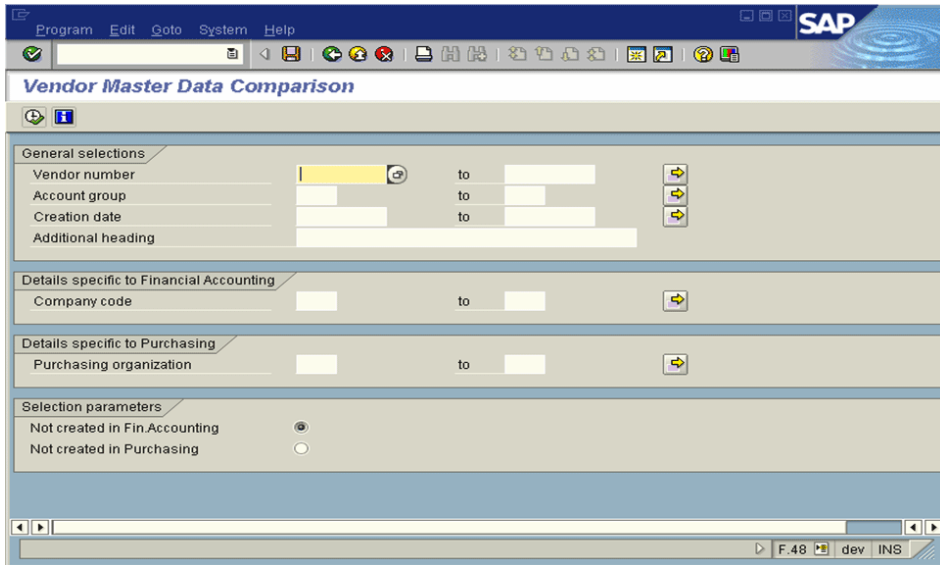 Program Edit Goto System Help
SAP
Vendor Master Data Comparison
General selections
Vendor number to
Account group to
Creation date to
Additional heading
Details specific to Financial Accounting
Company code to
Details specific to Purchasing
Purchasing organization to
Selection parameters
Not created in Fin.Accounting
Not created in Purchasing
F.48 dev INS